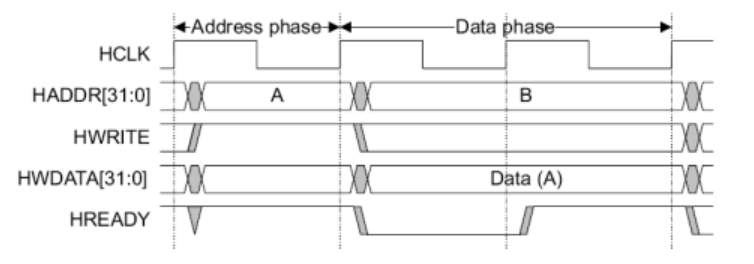 Address phase Data phase
HCLK
HADDR[31:0] A B
HWRITE
HWDATA[31:0] Data (A)
HREADY